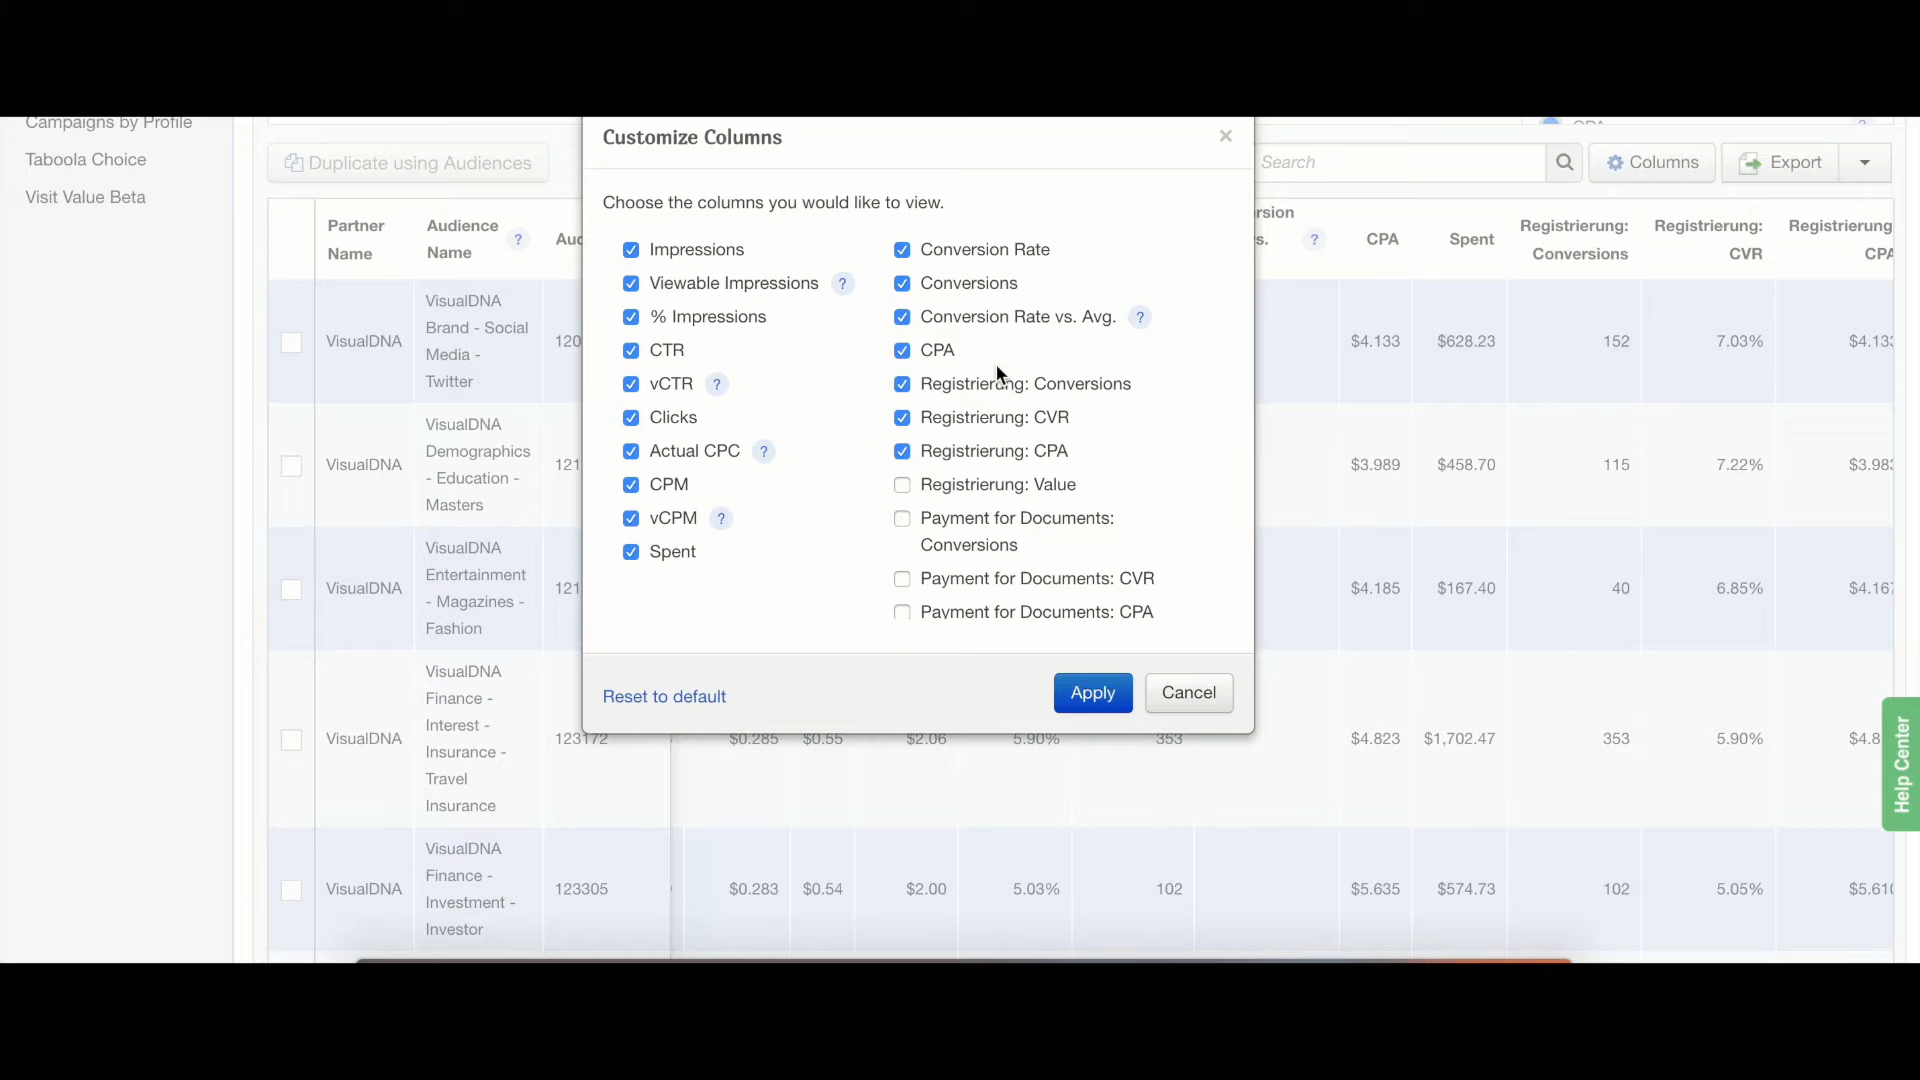 Campaigns by Profile
Taboola Choice
Visit Value Beta
Duplicate using Audiences
Search
Columns
Export
Partner
Name
Audience
Name
?
?
CPA
Spent
Registrierung:
Conversions
Registrierung:
CVR
Registrierung
VisualDNA
VisualDNA
Brand - Social
Media -
Twitter
$4.133
$628.23
152
7.03%
VisualDNA
VisualDNA
Demographics
- Education -
Masters
$3.989
$458.70
115
7.22%
VisualDNA
VisualDNA
Entertainment
- Magazines -
Fashion
$4.185
$167.40
40
6.85%
VisualDNA
VisualDNA
Finance -
Interest -
Insurance -
Travel
Insurance
123172
$0.285
$0.55
$2.06
5.90%
353
$4.823
$1,702.47
353
5.90%
VisualDNA
VisualDNA
Finance -
Investment -
Investor
123305
$0.283
$0.54
$2.00
5.03%
102
$5.635
$574.73
102
5.05%
Customize Columns
×
Choose the columns you would like to view.
Impressions
Viewable Impressions ?
% Impressions
CTR
vCTR ?
Clicks
Actual CPC ?
CPM
vCPM ?
Spent
Conversion Rate
Conversions
Conversion Rate vs. Avg. ?
CPA
Registrierung: Conversions
Registrierung: CVR
Registrierung: CPA
Registrierung: Value
Payment for Documents:
Conversions
Payment for Documents: CVR
Payment for Documents: CPA
Reset to default
Apply
Cancel
Help Center